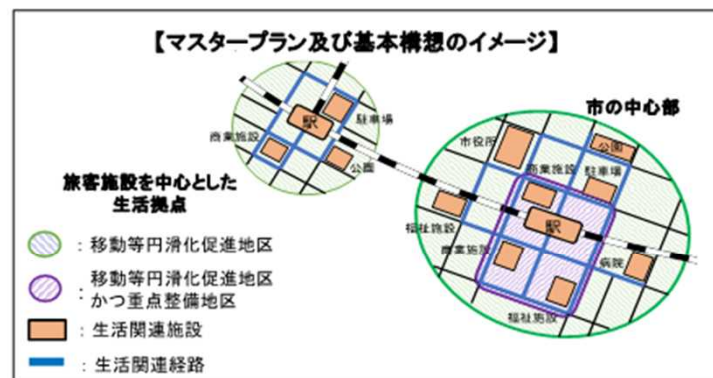 【マスタープラン及び基本構想のイメージ】
駅
駐車場
商業施設
公園
市の中心部
市役所
公園
商業施設
駐車場
駅
福祉施設
商業施設
病院
福祉施設
旅客施設を中心とした
生活拠点
：移動等円滑化促進地区
：移動等円滑化促進地区
かつ重点整備地区
：生活関連施設
：生活関連経路